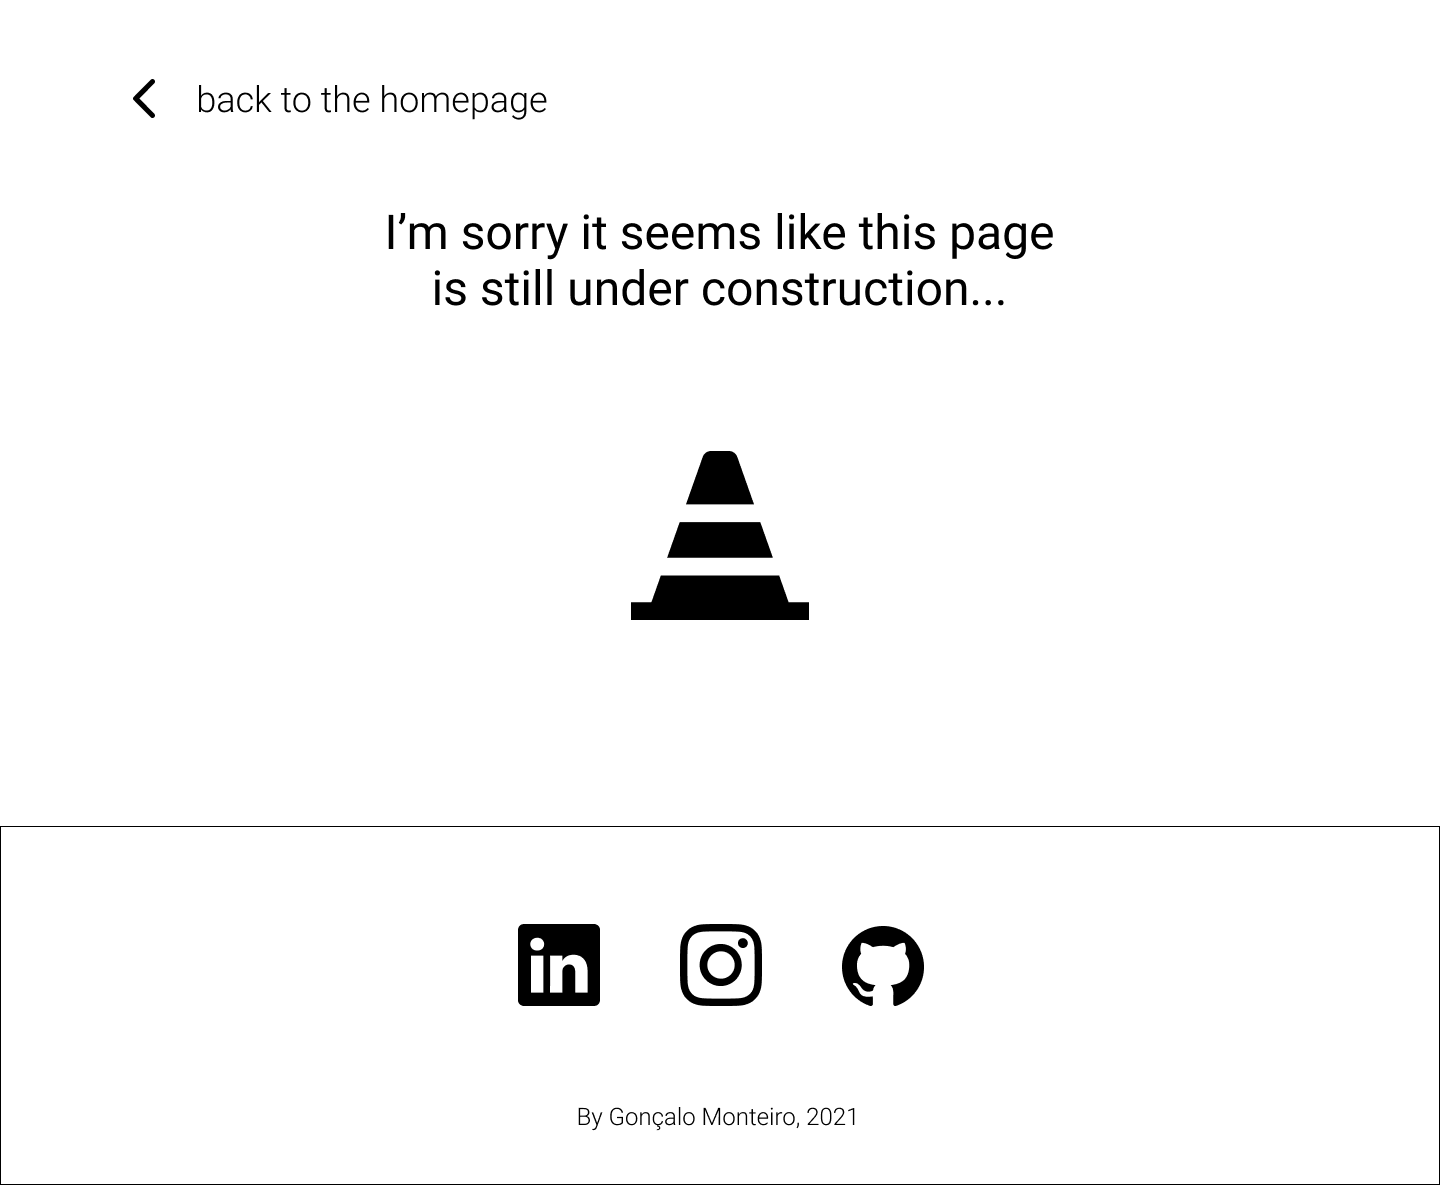 back to the homepage
I’m sorry it seems like this page
is still under construction...
in
By Gonçalo Monteiro, 2021